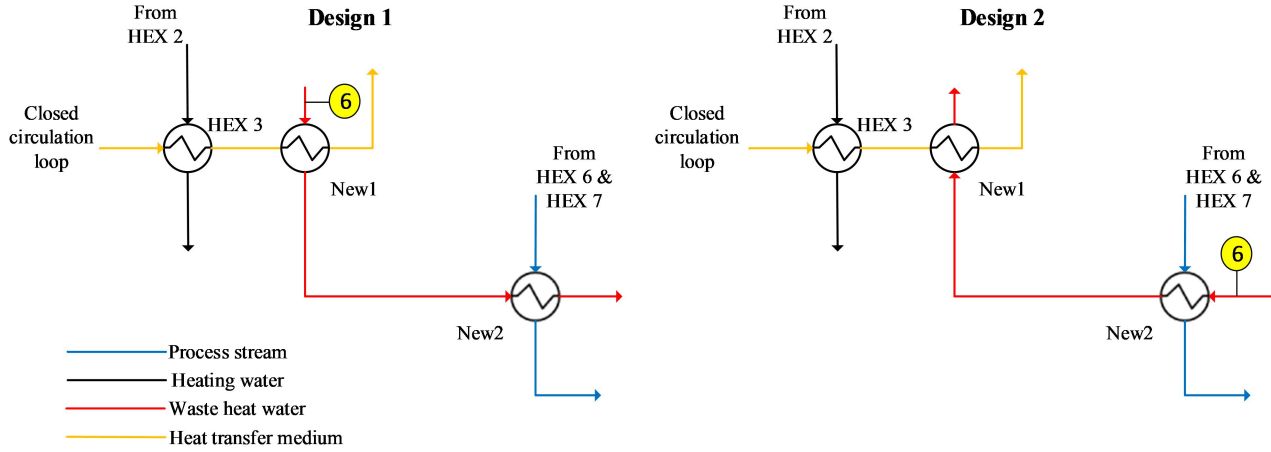 Design 1
From
HEX 2
Closed
circulation
loop
HEX 3
6
New1
From
HEX 6 &
HEX 7
New2
Process stream
Heating water
Waste heat water
Heat transfer medium
Design 2
From
HEX 2
Closed
circulation
loop
HEX 3
New1
From
HEX 6 &
HEX 7
6
New2